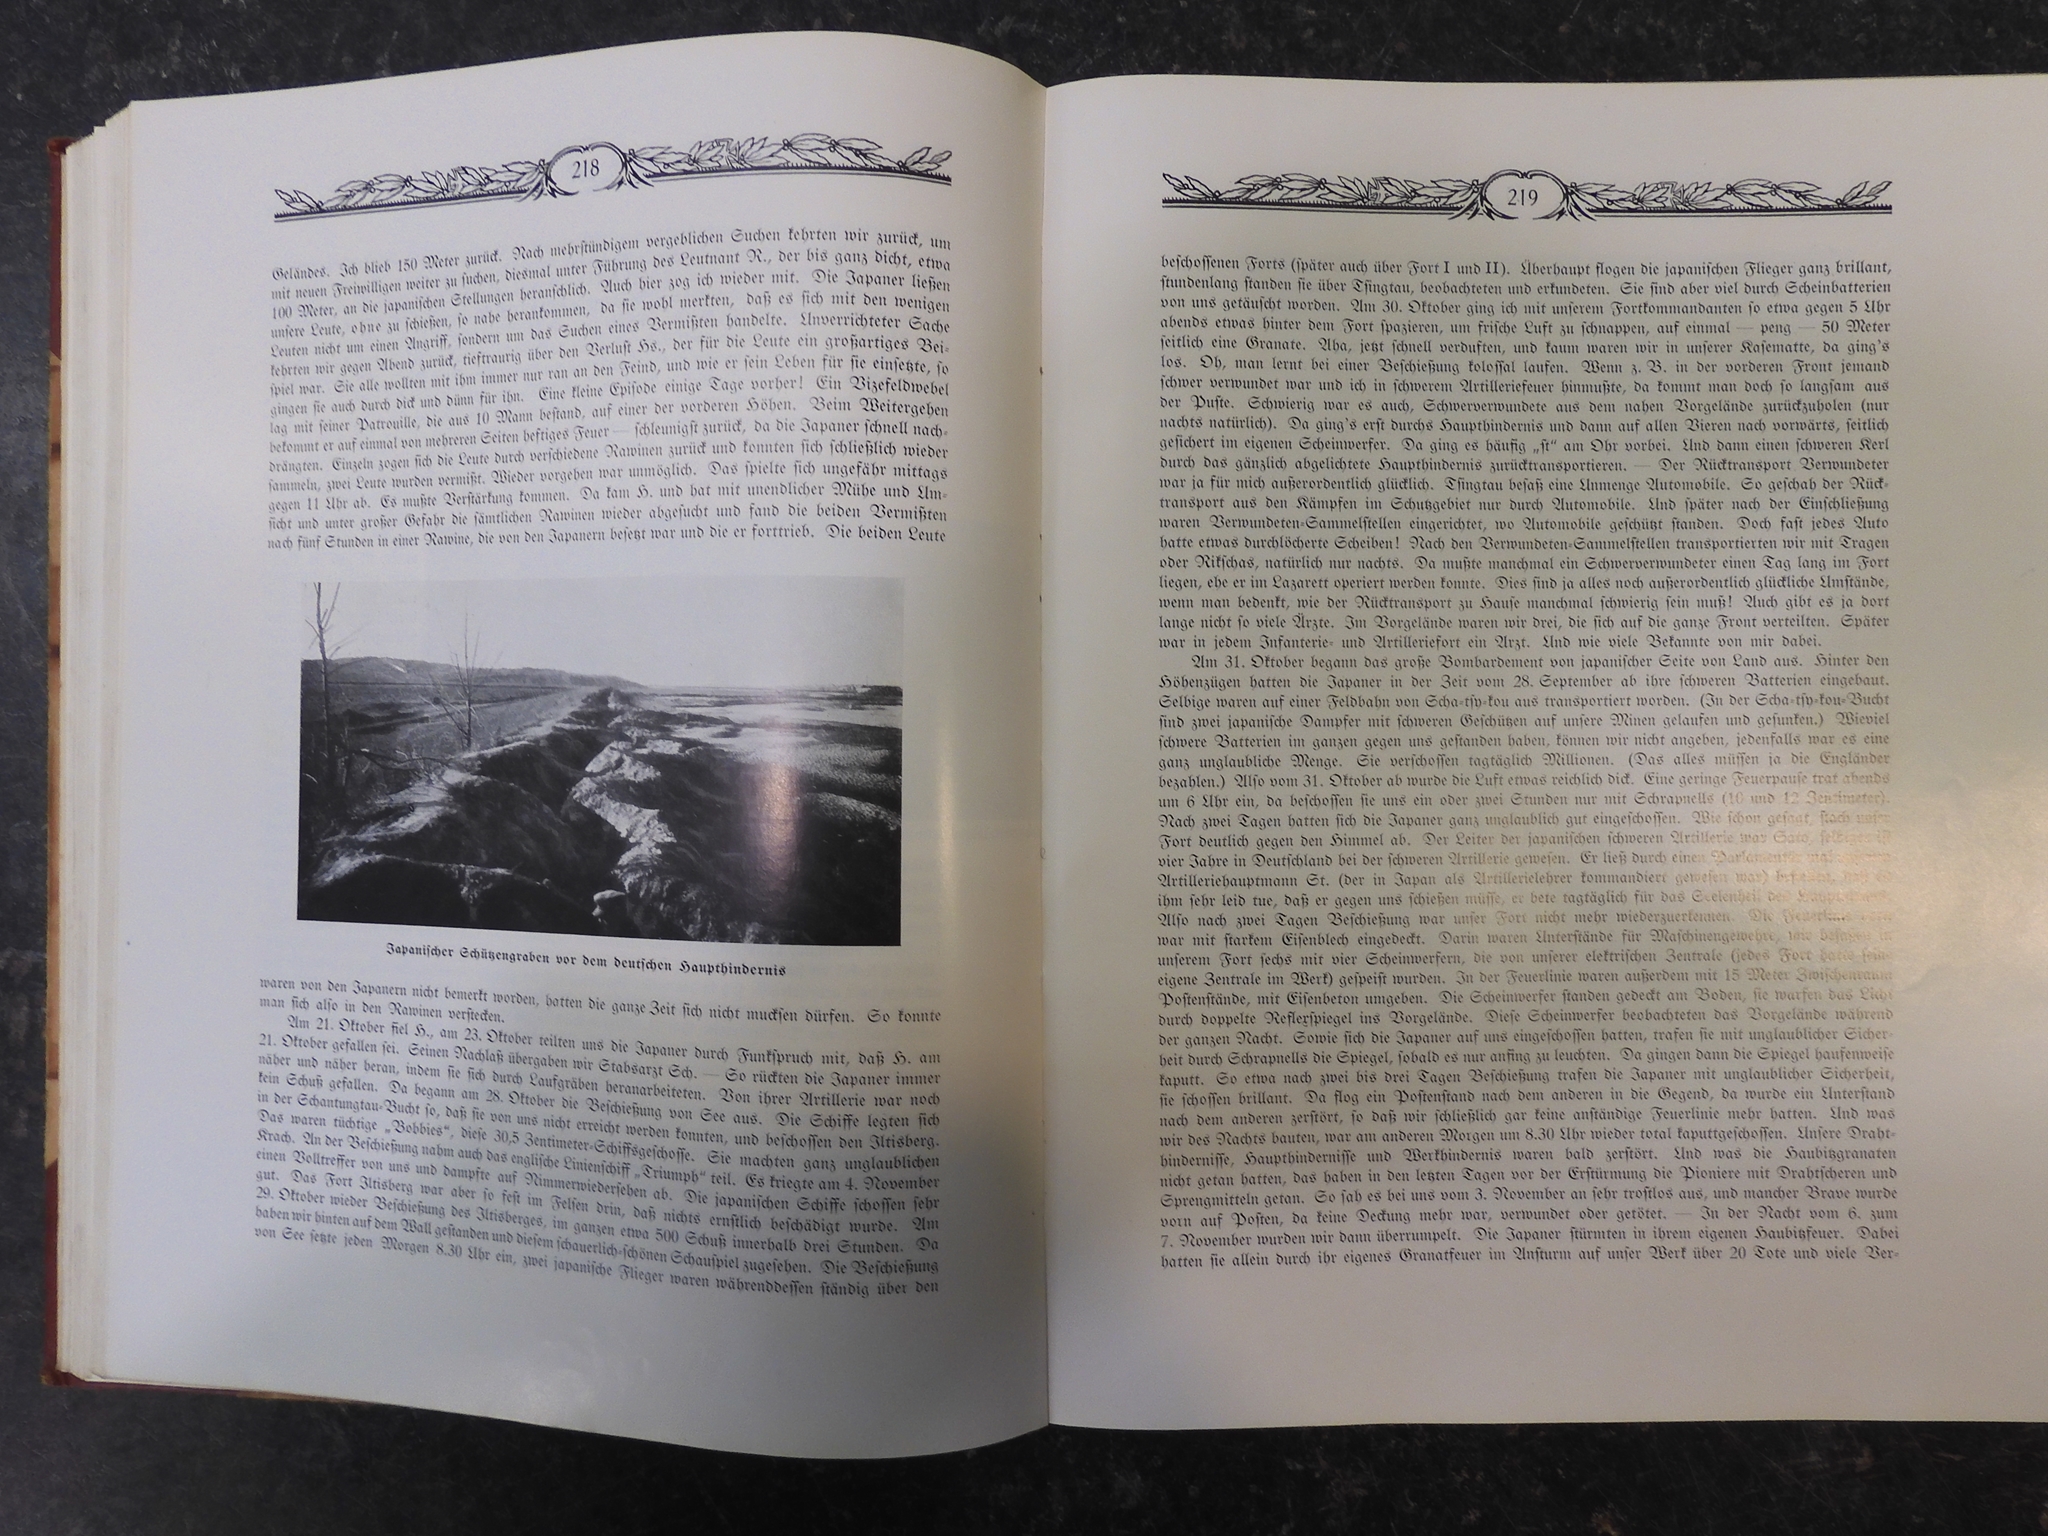 218
Geländes. Ich blieb 150 Meter zurück. Nach mehrstündigem vergeblichen Suchen kehrten wir zurück, um
mit neuen Freiwilligen weiter zu suchen, diesmal unter Führung des Leutnant R., der bis ganz dicht, etwa
100 Meter, an die japanischen Stellungen heranschlich. Auch hier zog ich wieder mit. Die Japaner ließen
unsere Leute, ohne zu schießen, so nahe herankommen, da sie wohl merkten, daß es sich mit den wenigen
Leuten nicht um einen Angriff, sondern um das Suchen eines Vermißten handelte. Unverrichteter Sache
kehrten wir gegen Abend zurück, tieftraurig über den Verlust Hs., der für die Leute ein großartiges Bei-
spiel war. Sie alle wollten mit ihm immer nur ran an den Feind, und wie er sein Leben für sie einsetzte, so
gingen sie auch durch dick und dünn für ihn. Eine kleine Episode einige Tage vorher! Ein Vizefeldwebel
lag mit seiner Patrouille, die aus 10 Mann bestand, auf einer der vorderen Höhen. Beim Weitergehen
bekommt er auf einmal von mehreren Seiten heftiges Feuer — schleunigst zurück, da die Japaner schnell nach-
drängten. Einzeln zogen sich die Leute durch verschiedene Rawinen zurück und konnten sich schließlich wieder
sammeln, zwei Leute wurden vermißt. Wieder vorgehen war unmöglich. Das spielte sich ungefähr mittags
gegen 11 Uhr ab. Es mußte Verstärkung kommen. Da kam H. und hat mit unendlicher Mühe und Um-
sicht und unter großer Gefahr die sämtlichen Rawinen wieder abgesucht und fand die beiden Vermißten
nach fünf Stunden in einer Rawine, die von den Japanern besetzt war und die er forttrieb. Die beiden Leute
Japanischer Schützengraben vor dem deutschen Haupthindernis
waren von den Japanern nicht bemerkt worden, hatten die ganze Zeit sich nicht mucksen dürfen. So konnte
man sich also in den Rawinen verstecken.
Am 21. Oktober fiel H., am 23. Oktober teilten uns die Japaner durch Funkspruch mit, daß H. am
21. Oktober gefallen sei. Seinen Nachlaß übergaben wir Stabsarzt Sch. — So rückten die Japaner immer
näher und näher heran, indem sie sich durch Laufgräben heranarbeiteten. Von ihrer Artillerie war noch
kein Schuß gefallen. Da begann am 28. Oktober die Beschießung von See aus. Die Schiffe legten sich
in der Schantungtau-Bucht so, daß sie von uns nicht erreicht werden konnten, und beschossen den Iltisberg.
Das waren tüchtige „Bobbies“, diese 30,5 Zentimeter-Schiffsgeschosse. Sie machten ganz unglaublichen
Krach. An der Beschießung nahm auch das englische Linienschiff „Triumph“ teil. Es kriegte am 4. November
einen Volltreffer von uns und dampfte auf Nimmerwiedersehen ab. Die japanischen Schiffe schossen sehr
gut. Das Fort Iltisberg war aber so fest im Felsen drin, daß nichts ernstlich beschädigt wurde. Am
29. Oktober wieder Beschießung des Iltisberges, im ganzen etwa 500 Schuß innerhalb drei Stunden. Da
haben wir hinten auf dem Wall gestanden und diesem schauerlich-schönen Schauspiel zugesehen. Die Beschießung
von See setzte jeden Morgen 8.30 Uhr ein, zwei japanische Flieger waren währenddessen ständig über den
219
beschossenen Forts (später auch über Fort I und II). Überhaupt flogen die japanischen Flieger ganz brillant,
stundenlang standen sie über Tsingtau, beobachteten und erkundeten. Sie sind aber viel durch Scheinbatterien
von uns getäuscht worden. Am 30. Oktober ging ich mit unserem Fortkommandanten so etwa gegen 5 Uhr
abends etwas hinter dem Fort spazieren, um frische Luft zu schnappen, auf einmal — peng — 50 Meter
seitlich eine Granate. Aha, jetzt schnell verduften, und kaum waren wir in unserer Kasematte, da ging's
los. Oh, man lernt bei einer Beschießung kolossal laufen. Wenn z. B. in der vorderen Front jemand
schwer verwundet war und ich in schwerem Artilleriefeuer hinmußte, da kommt man doch so langsam aus
der Puste. Schwierig war es auch, Schwerverwundete aus dem nahen Vorgelände zurückzuholen (nur
nachts natürlich). Da ging's erst durchs Haupthindernis und dann auf allen Vieren nach vorwärts, seitlich
gesichert im eigenen Scheinwerfer. Da ging es häufig „ft“ am Ohr vorbei. Und dann einen schweren Kerl
durch das gänzlich abgelichtete Haupthindernis zurücktransportieren. — Der Rücktransport Verwundeter
war ja für mich außerordentlich glücklich. Tsingtau besaß eine Unmenge Automobile. So geschah der Rück-
transport aus den Kämpfen im Schutzgebiet nur durch Automobile. Und später nach der Einschließung
waren Verwundeten-Sammelstellen eingerichtet, wo Automobile geschützt standen. Doch fast jedes Auto
hatte etwas durchlöcherte Scheiben! Nach den Verwundeten-Sammelstellen transportierten wir mit Tragen
oder Rikschas, natürlich nur nachts. Da mußte manchmal ein Schwerverwundeter einen Tag lang im Fort
liegen, ehe er im Lazarett operiert werden konnte. Dies sind ja alles noch außerordentlich glückliche Umstände,
wenn man bedenkt, wie der Rücktransport zu Hause manchmal schwierig sein muß! Auch gibt es ja dort
lange nicht so viele Ärzte. Im Vorgelände waren wir drei, die sich auf die ganze Front verteilten. Später
war in jedem Infanterie- und Artilleriefort ein Arzt. Und wie viele Bekannte von mir dabei.
Am 31. Oktober begann das große Bombardement von japanischer Seite von Land aus. Hinter den
Höhenzügen hatten die Japaner in der Zeit vom 28. September ab ihre schweren Batterien eingebaut.
Selbige waren auf einer Feldbahn von Scha-tsy-kou aus transportiert worden. (In der Scha-tsy-kou-Bucht
sind zwei japanische Dampfer mit schweren Geschützen auf unsere Minen gelaufen und gesunken.) Wieviel
schwere Batterien im ganzen gegen uns gestanden haben, können wir nicht angeben, jedenfalls war es eine
ganz unglaubliche Menge. Sie verschossen tagtäglich Millionen. (Das alles müssen ja die Engländer
bezahlen.) Also vom 31. Oktober ab wurde die Luft etwas reichlich dick. Eine geringe Feuerpause trat abends
um 6 Uhr ein, da beschossen sie uns ein oder zwei Stunden nur mit Schrapnells (10 und 12 Zentimeter).
Nach zwei Tagen hatten sich die Japaner ganz unglaublich gut eingeschossen. Wie schon gesagt, stach unser
Fort deutlich gegen den Himmel ab. Der Leiter der japanischen schweren Artillerie war Sato,
vier Jahre in Deutschland bei der schweren Artillerie gewesen. Er ließ durch einen Parlamentär
Artilleriehauptmann St. (der in Japan als Artillerielehrer kommandiert gewesen war)
ihm sehr leid tue, daß er gegen uns schießen müsse, er bete tagtäglich für das Seelenheil des
Also nach zwei Tagen Beschießung war unser Fort nicht mehr wiederzuerkennen. Die Feuerlinie
war mit starkem Eisenblech eingedeckt. Darin waren Unterstände für Maschinengewehre, wir besaßen in
unserem Fort sechs mit vier Scheinwerfern, die von unserer elektrischen Zentrale (jedes Fort hatte seine
eigene Zentrale im Werk) gespeist wurden. In der Feuerlinie waren außerdem mit 15 Meter Zwischenraum
Postenstände, mit Eisenbeton umgeben. Die Scheinwerfer standen gedeckt am Boden, sie warfen das Licht
durch doppelte Reflexspiegel ins Vorgelände. Diese Scheinwerfer beobachteten das Vorgelände während
der ganzen Nacht. Sowie sich die Japaner auf uns eingeschossen hatten, trafen sie mit unglaublicher Sicher-
heit durch Schrapnells die Spiegel, sobald es nur anfing zu leuchten. Da gingen dann die Spiegel haufenweise
kaputt. So etwa nach zwei bis drei Tagen Beschießung trafen die Japaner mit unglaublicher Sicherheit,
sie schossen brillant. Da flog ein Postenstand nach dem anderen in die Gegend, da wurde ein Unterstand
nach dem anderen zerstört, so daß wir schließlich gar keine anständige Feuerlinie mehr hatten. Und was
wir des Nachts bauten, war am anderen Morgen um 8.30 Uhr wieder total kaputtgeschossen. Unsere Draht-
hindernisse, Haupthindernisse und Werkhindernis waren bald zerstört. Und was die Haubitzgranaten
nicht getan hatten, das haben in den letzten Tagen vor der Erstürmung die Pioniere mit Drahtscheren und
Sprengmitteln getan. So sah es bei uns vom 3. November an sehr trostlos aus, und mancher Brave wurde
vorn auf Posten, da keine Deckung mehr war, verwundet oder getötet. — In der Nacht vom 6. zum
7. November wurden wir dann überrumpelt. Die Japaner stürmten in ihrem eigenen Haubitzfeuer. Dabei
hatten sie allein durch ihr eigenes Granatfeuer im Ansturm auf unser Werk über 20 Tote und viele Ver-